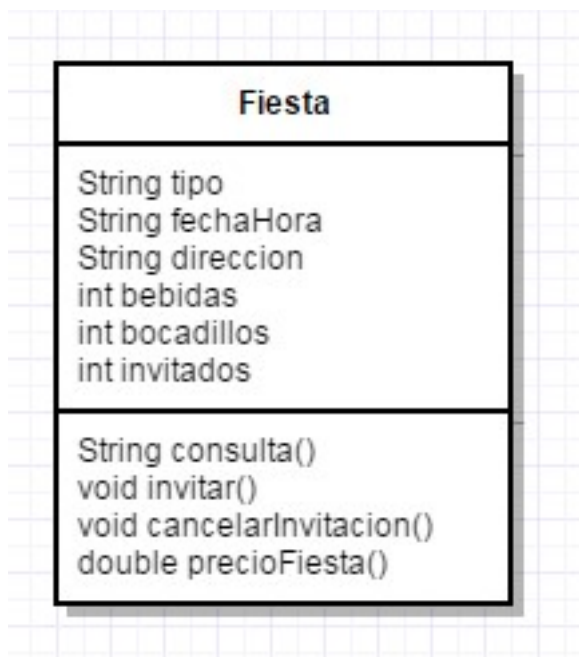 Fiesta
String tipo
String fechaHora
String direccion
int bebidas
int bocadillos
int invitados
String consulta()
void invitar()
void cancelarInvitacion()
double precioFiesta()